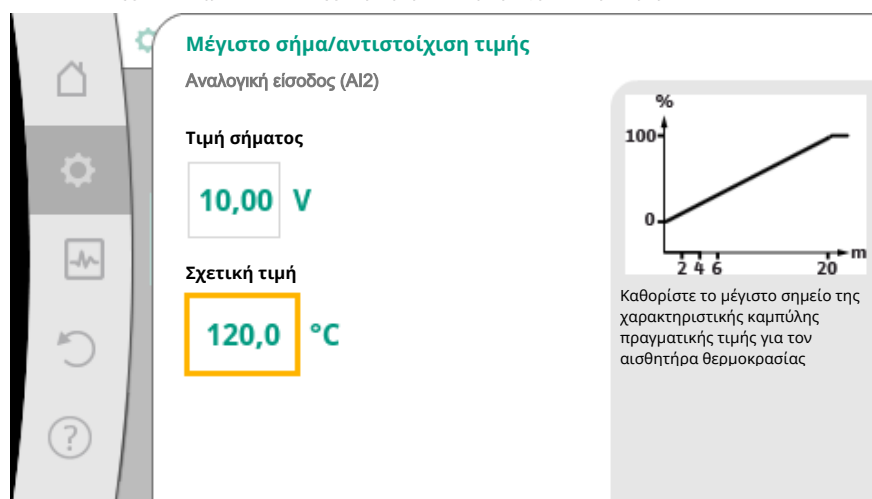 Μέγιστο σήμα/αντιστοίχιση τιμής
Αναλογική είσοδος (AI2)
Τιμή σήματος
10,00 V
Σχετική τιμή
120,0 °C
%
100
0
2 4 6 20 m
Καθορίστε το μέγιστο σημείο της
χαρακτηριστικής καμπύλης
πραγματικής τιμής για τον
αισθητήρα θερμοκρασίας
?